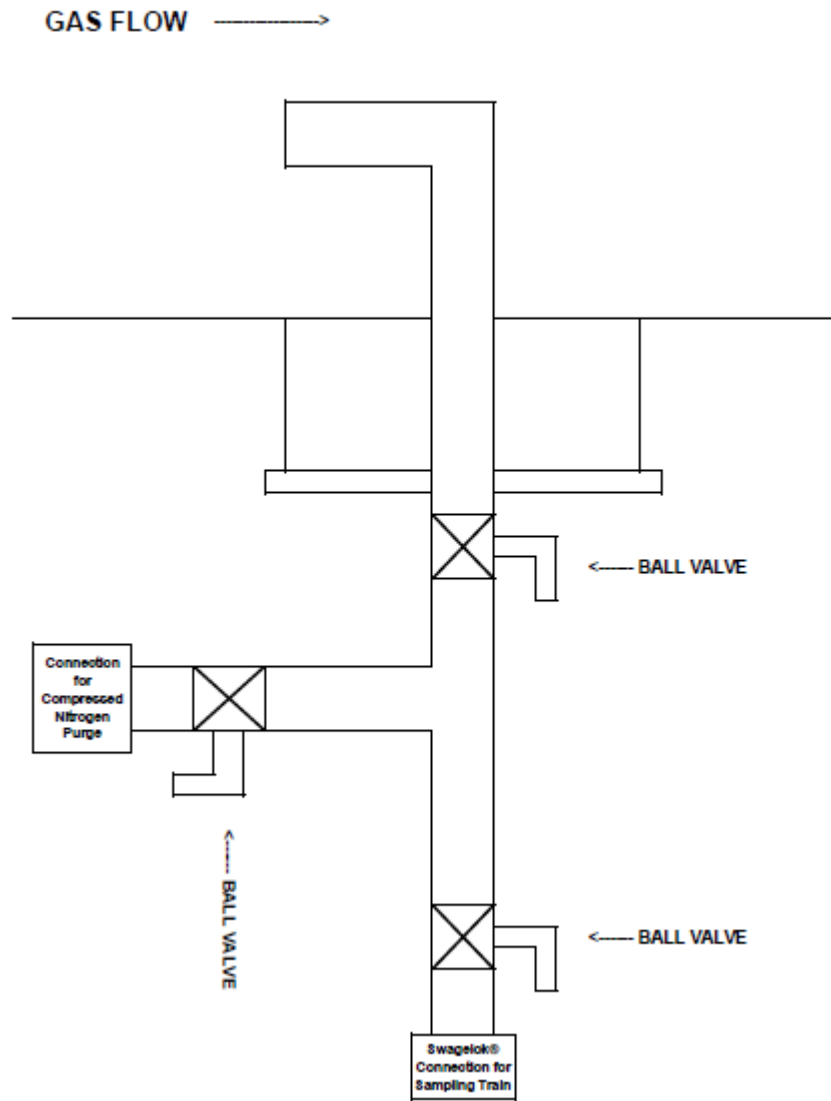 GAS FLOW ---------------->
<------ BALL VALVE
Connection
for
Compressed
Nitrogen
Purge
<------ BALL VALVE
<------ BALL VALVE
Swagelok®
Connection for
Sampling Train